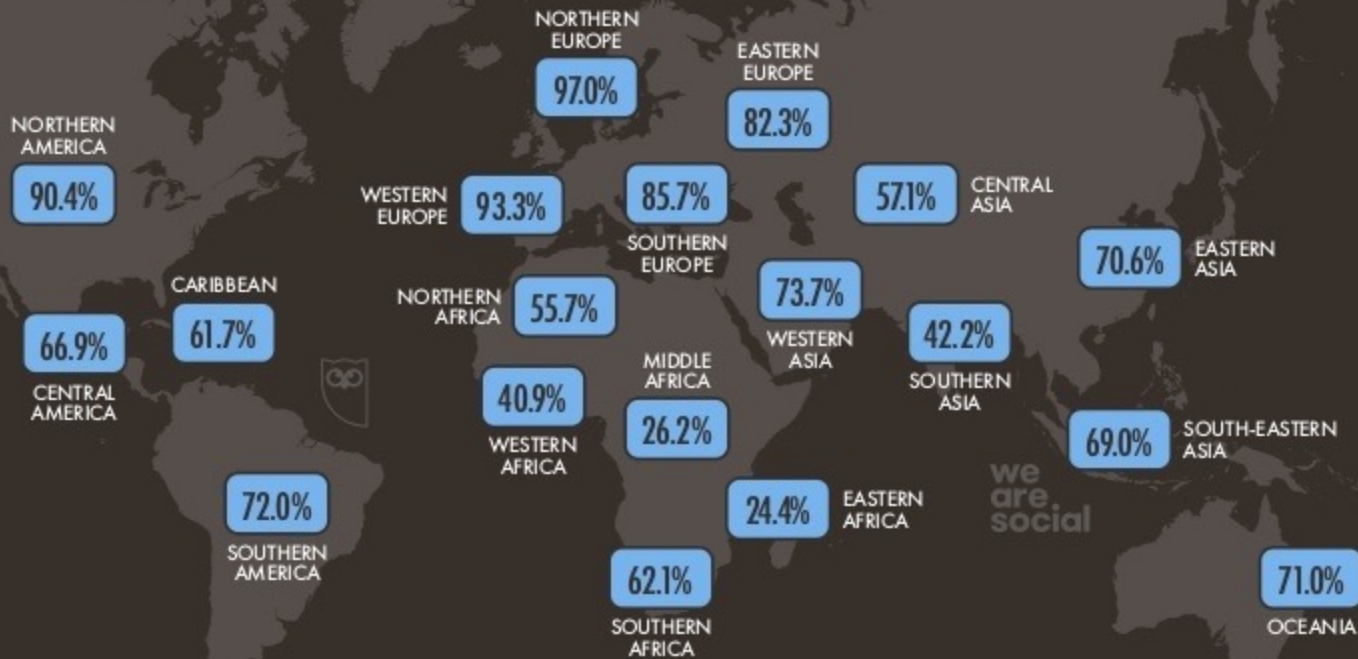 NORTHERN
EUROPE
97.0%
EASTERN
EUROPE
82.3%
NORTHERN
AMERICA
90.4%
WESTERN
EUROPE
93.3%
85.7%
SOUTHERN
EUROPE
57.1%
CENTRAL
ASIA
70.6%
EASTERN
ASIA
CARIBBEAN
61.7%
66.9%
CENTRAL
AMERICA
NORTHERN
AFRICA
55.7%
73.7%
WESTERN
ASIA
42.2%
SOUTHERN
ASIA
40.9%
WESTERN
AFRICA
MIDDLE
AFRICA
26.2%
69.0%
SOUTH-EASTERN
ASIA
we
are
social
72.0%
SOUTHERN
AMERICA
24.4%
EASTERN
AFRICA
62.1%
SOUTHERN
AFRICA
71.0%
OCEANIA